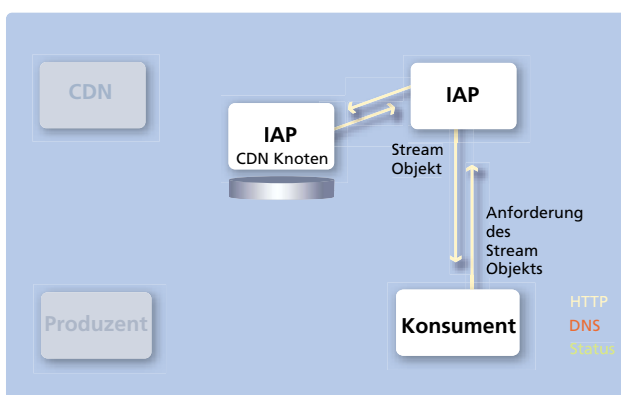 CDN
IAP
IAP
CDN Knoten
Stream
Objekt
Anforderung
des
Stream
Objekts
Produzent
Konsument
HTTP
DNS
Status